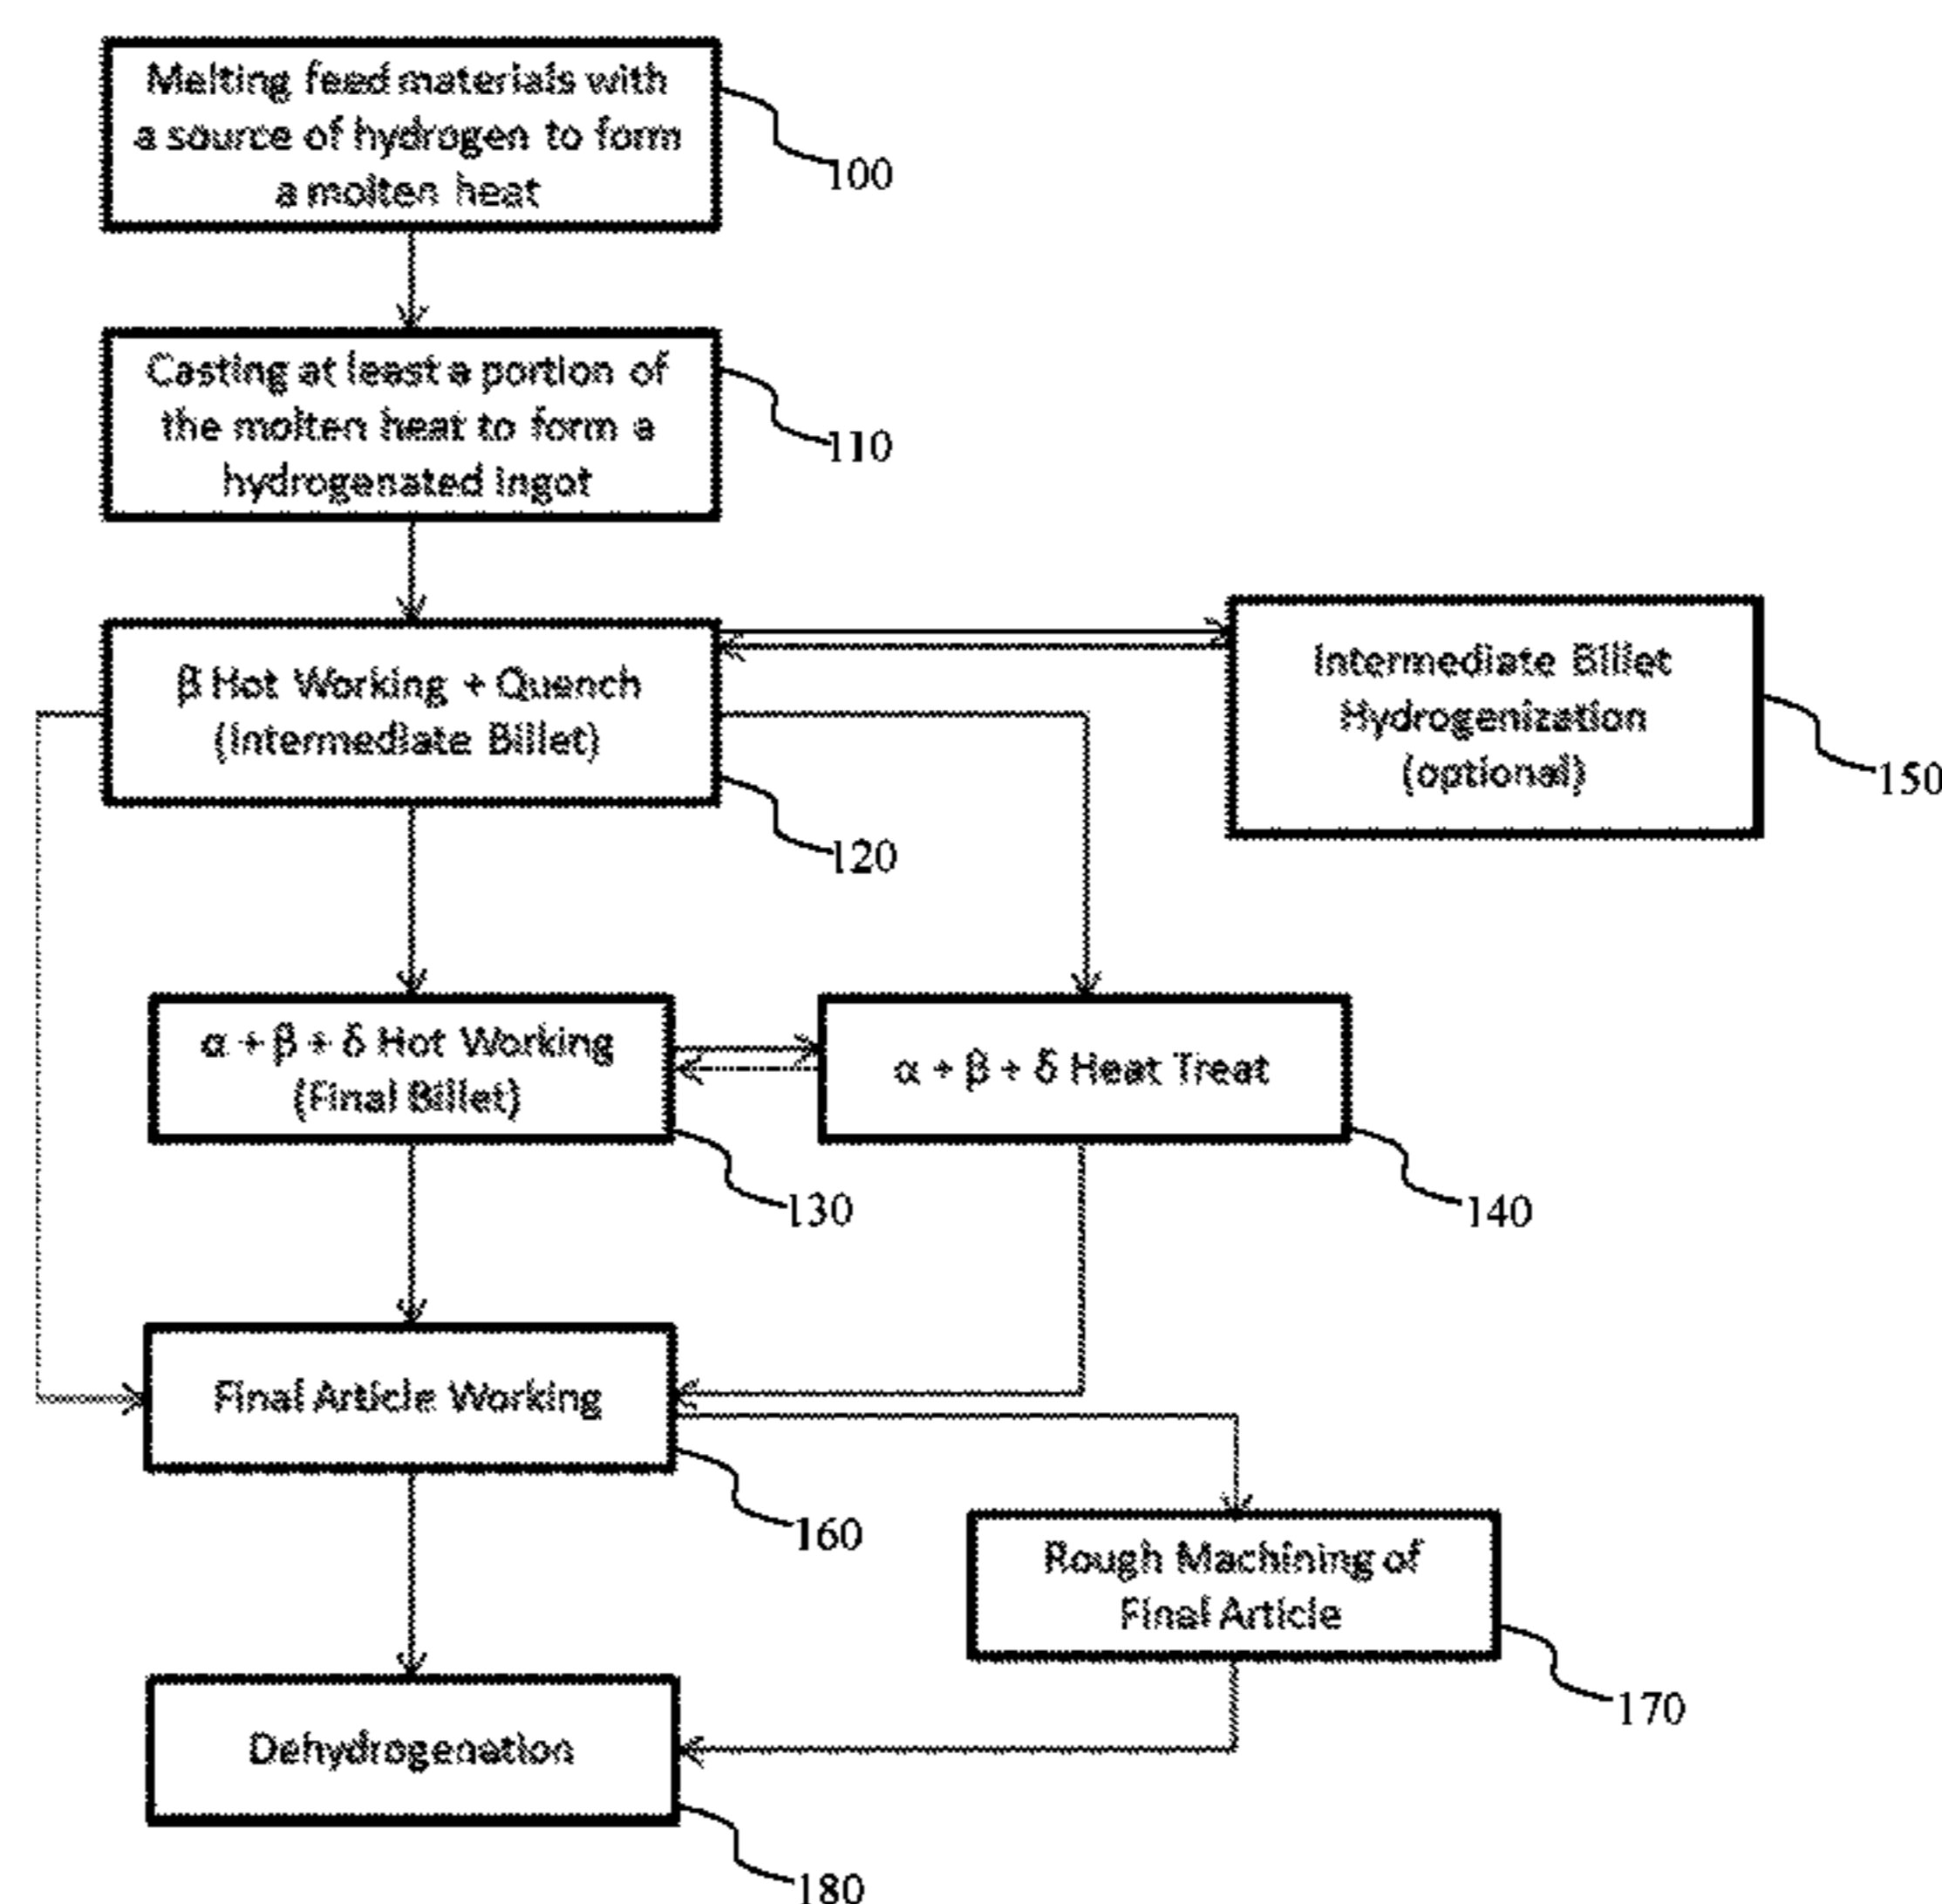 Melting feed materials with
a source of hydrogen to form
a molten heat
100
Casting at least a portion of
the molten heat to form a
hydrogenated ingot
110
β Hot Working + Quench
(Intermediate Billet)
120
Intermediate Billet
Hydrogenization
(optional)
150
α + β + δ Hot Working
(Final Billet)
130
α + β + δ Heat Treat
140
Final Article Working
160
Rough Machining of
Final Article
170
Dehydrogenation
180